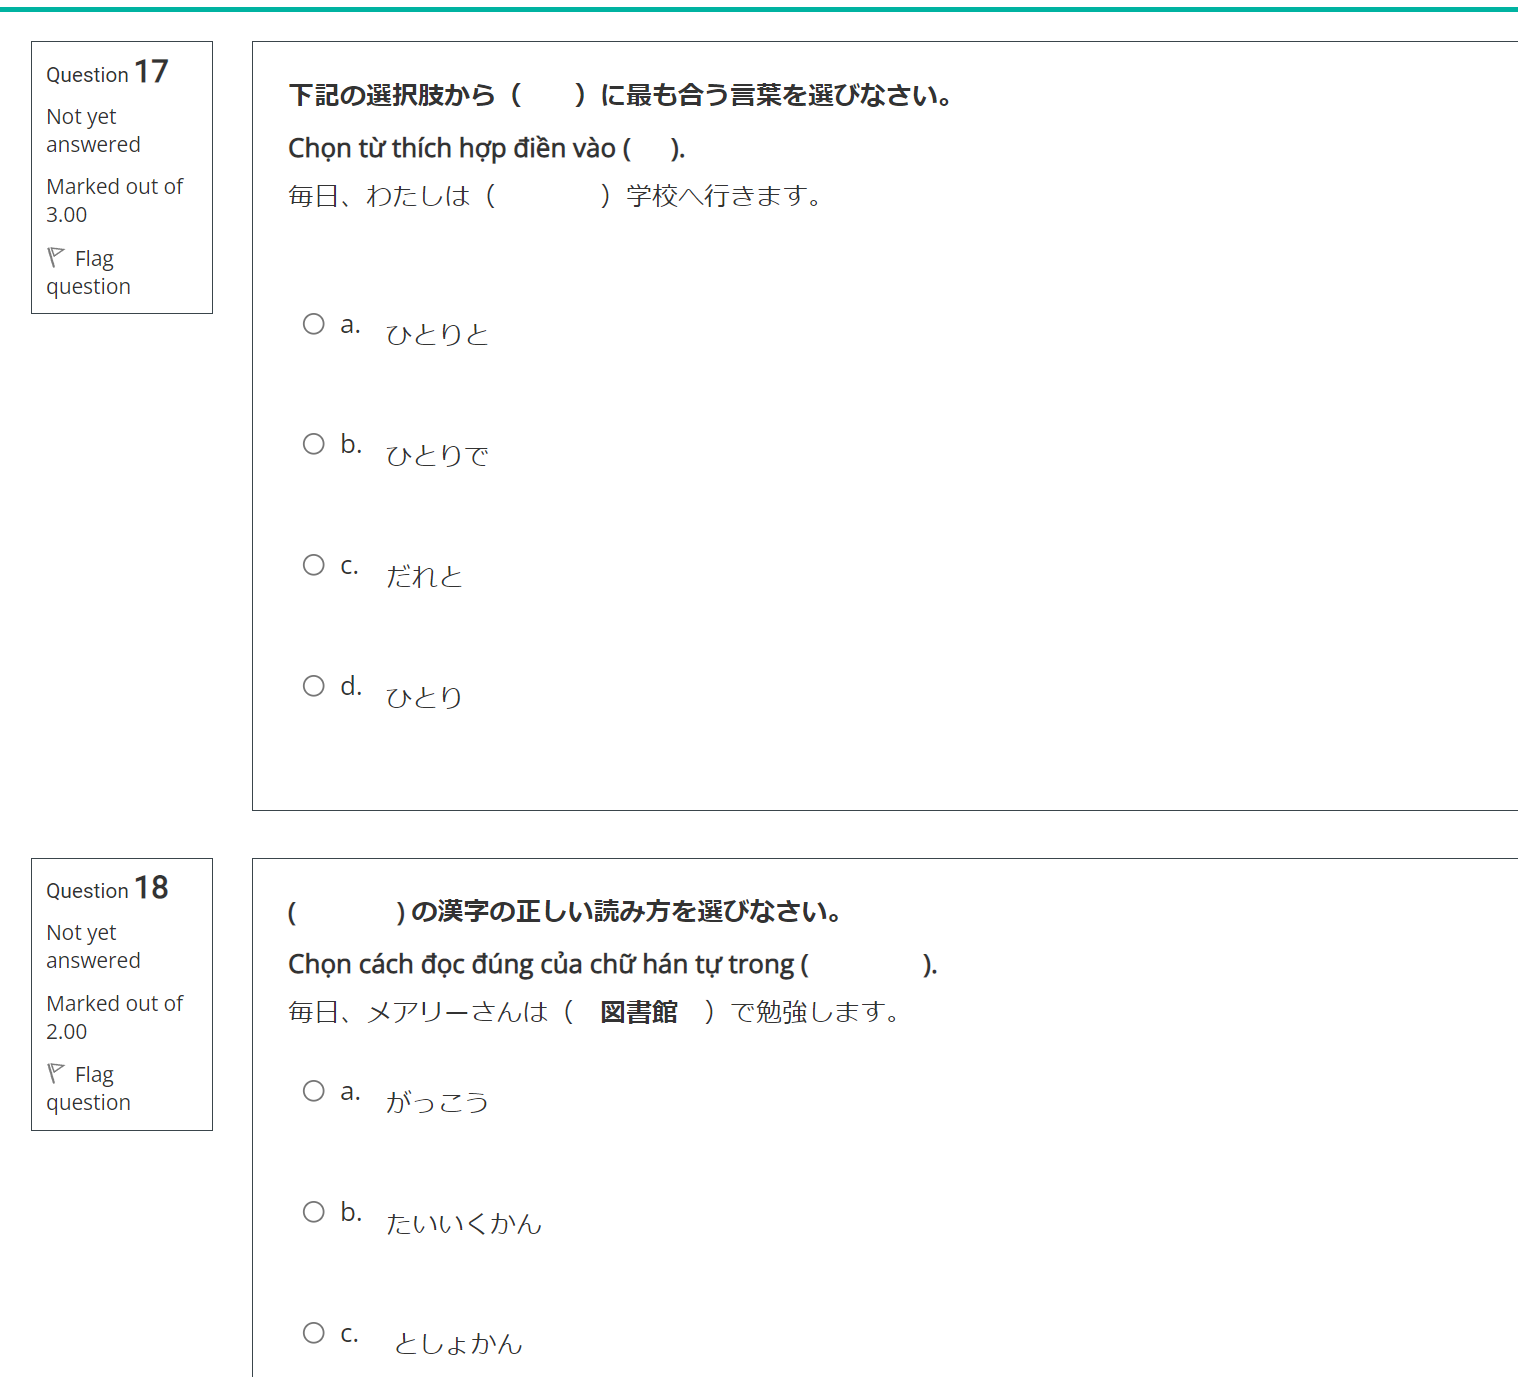 Question 17
Not yet
answered
Marked out of
3.00
Flag
question
下記の選択肢から（　　）に最も合う言葉を選びなさい。
Chọn từ thích hợp điền vào (     ).
毎日、わたしは（　　　　）学校へ行きます。
a. ひとりと
b. ひとりで
c. だれと
d. ひとり
Question 18
Not yet
answered
Marked out of
2.00
Flag
question
(　　　　) の漢字の正しい読み方を選びなさい。
Chọn cách đọc đúng của chữ hán tự trong (               ).
毎日、メアリーさんは（　図書館　）で勉強します。
a. がっこう
b. たいいくかん
c. としょかん